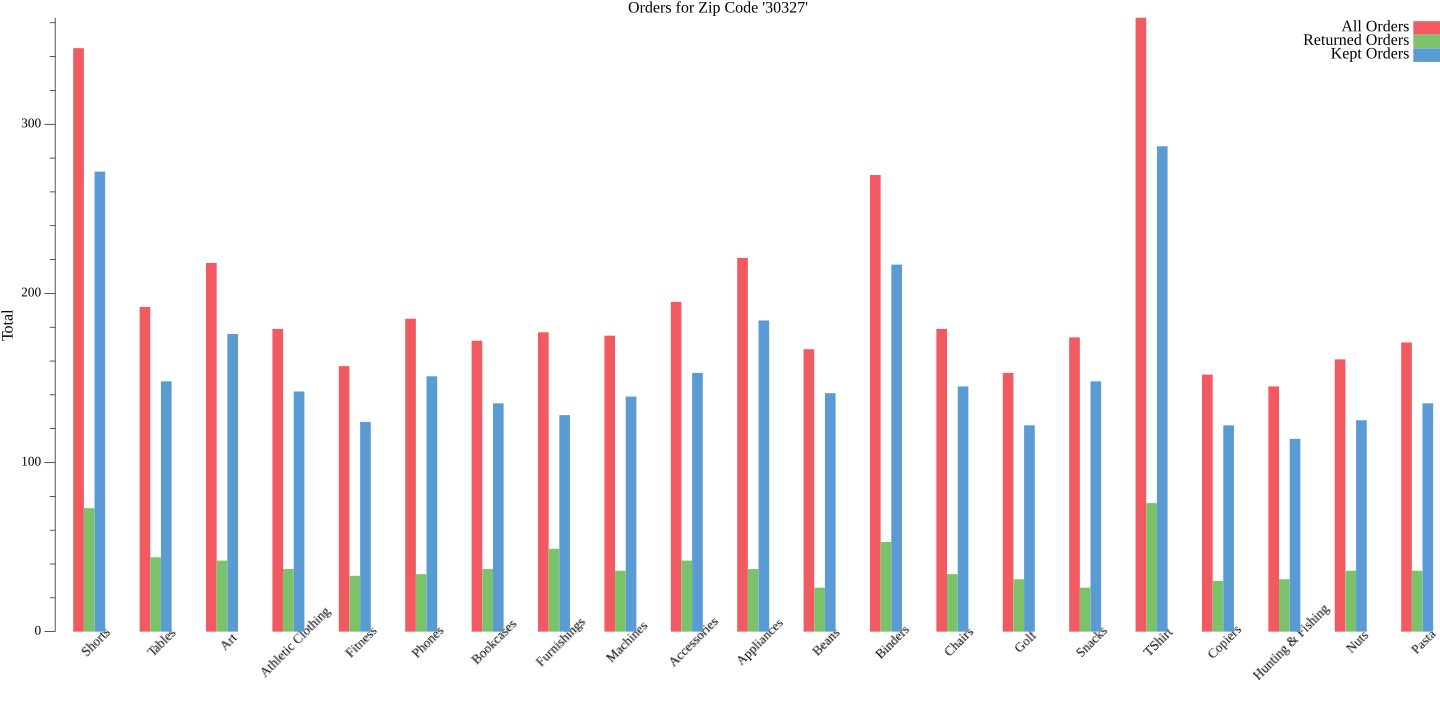 Orders for Zip Code '30327'
All Orders
Returned Orders
Kept Orders
Total
300
200
100
0
Shorts
Tables
Art
Athletic Clothing
Fitness
Phones
Bookcases
Furnishings
Machines
Accessories
Appliances
Beans
Binders
Chairs
Golf
Snacks
TShirt
Copiers
Hunting & Fishing
Nuts
Pasta